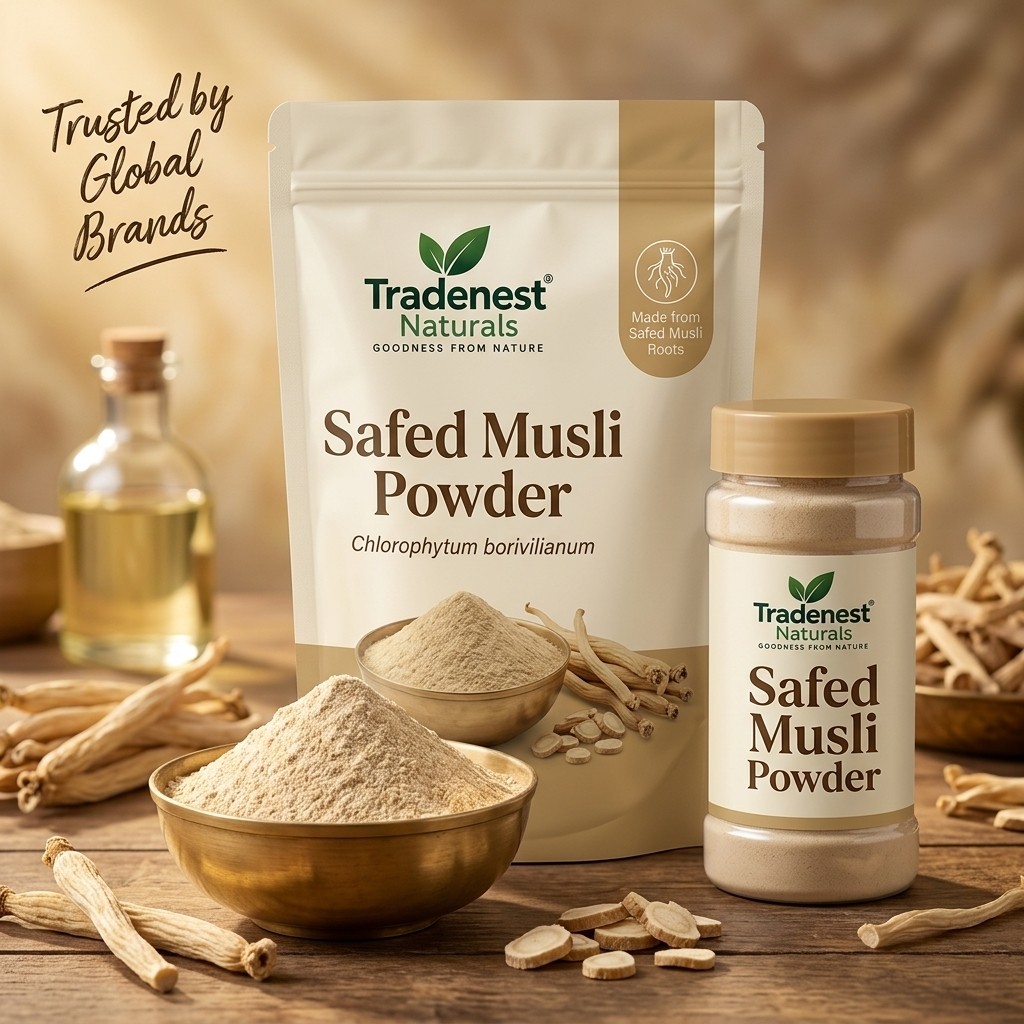 Trusted by
Global
Brands
Tradenest®
Naturals
GOODNESS FROM NATURE
Made from
Safed Musli
Roots
Safed Musli
Powder
Chlorophytum borivilianum
Tradenest®
Naturals
GOODNESS FROM NATURE
Safed
Musli
Powder